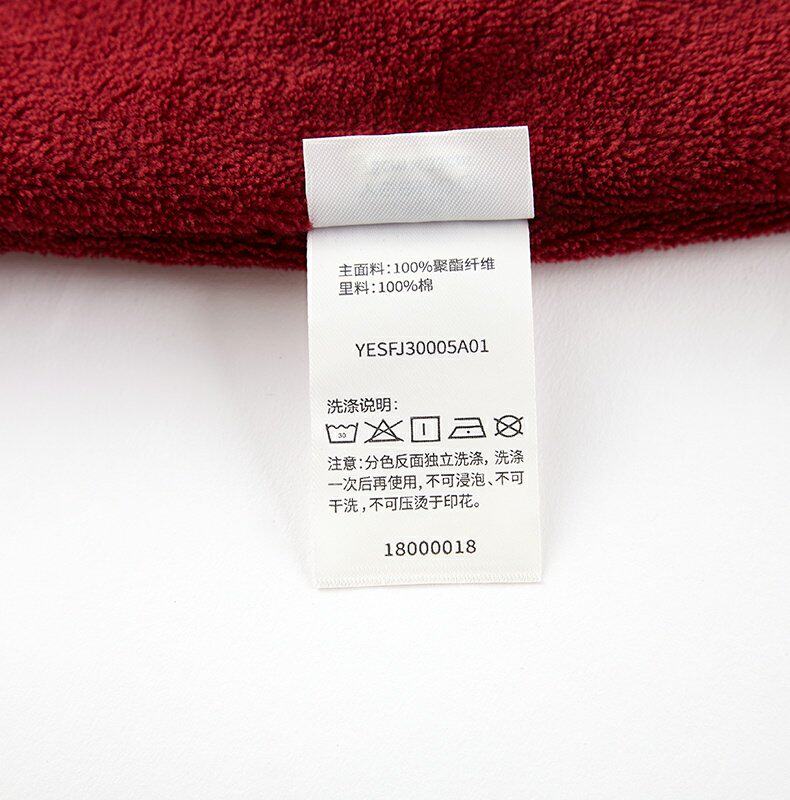 主面料:100%聚酯纤维
里料:100%棉
YESFJ30005A01
洗涤说明:
30
注意:分色反面独立洗涤,洗涤
一次后再使用,不可浸泡、不可
干洗,不可压烫于印花。
18000018